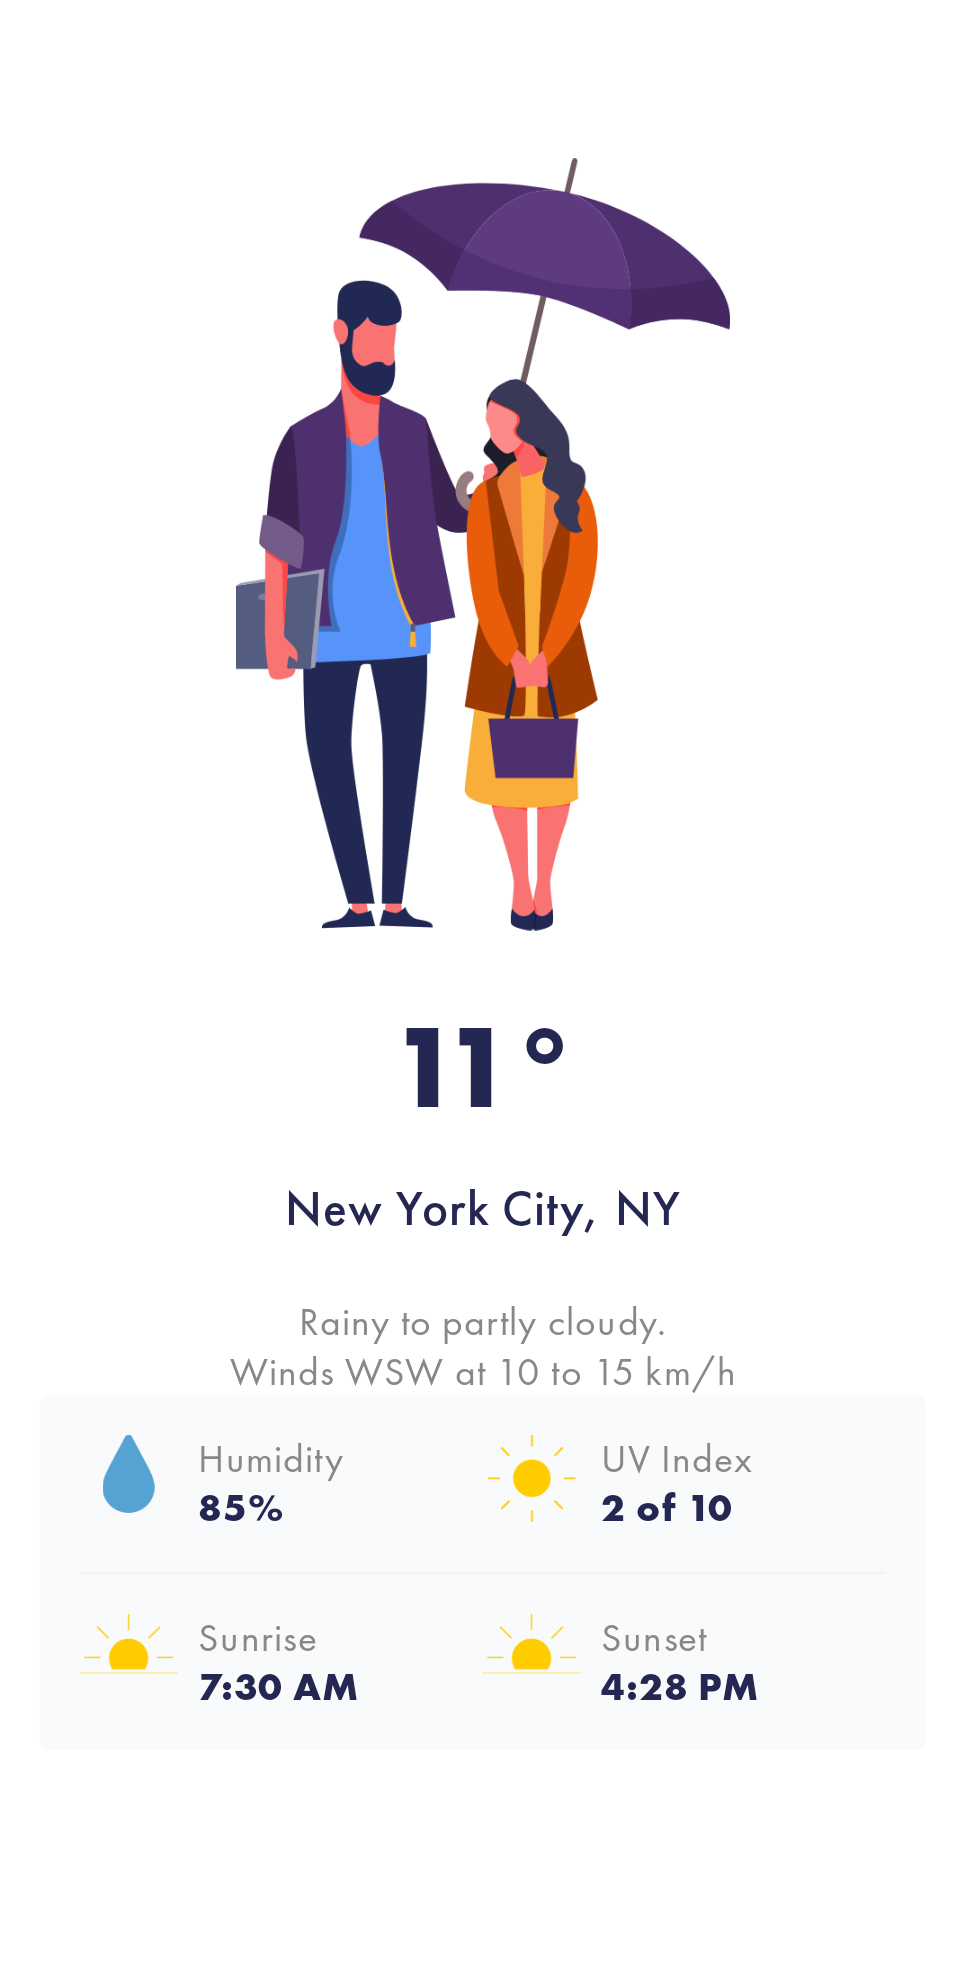 11°
New York City, NY
Rainy to partly cloudy.
Winds WSW at 10 to 15 km/h
Humidity
85%
UV Index
2 of 10
Sunrise
7:30 AM
Sunset
4:28 PM